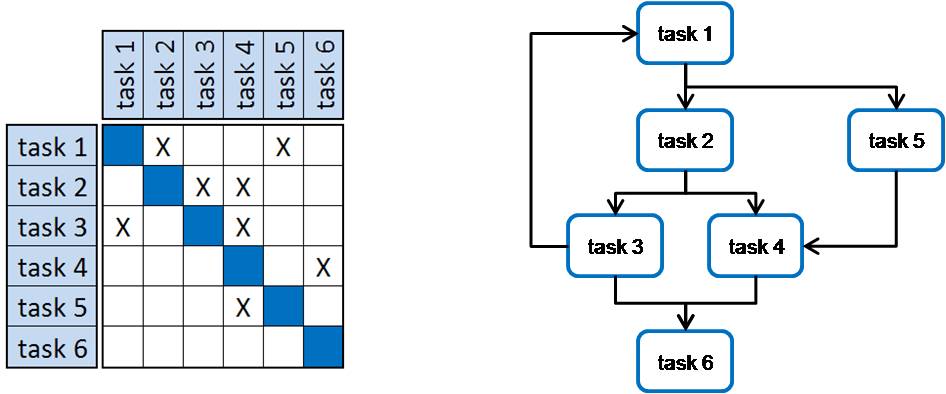 task 1
task 2
task 3
task 4
task 5
task 6
task 1 X X
task 2 X X
task 3 X X
task 4 X
task 5 X
task 6
task 1
task 2
task 5
task 3
task 4
task 6